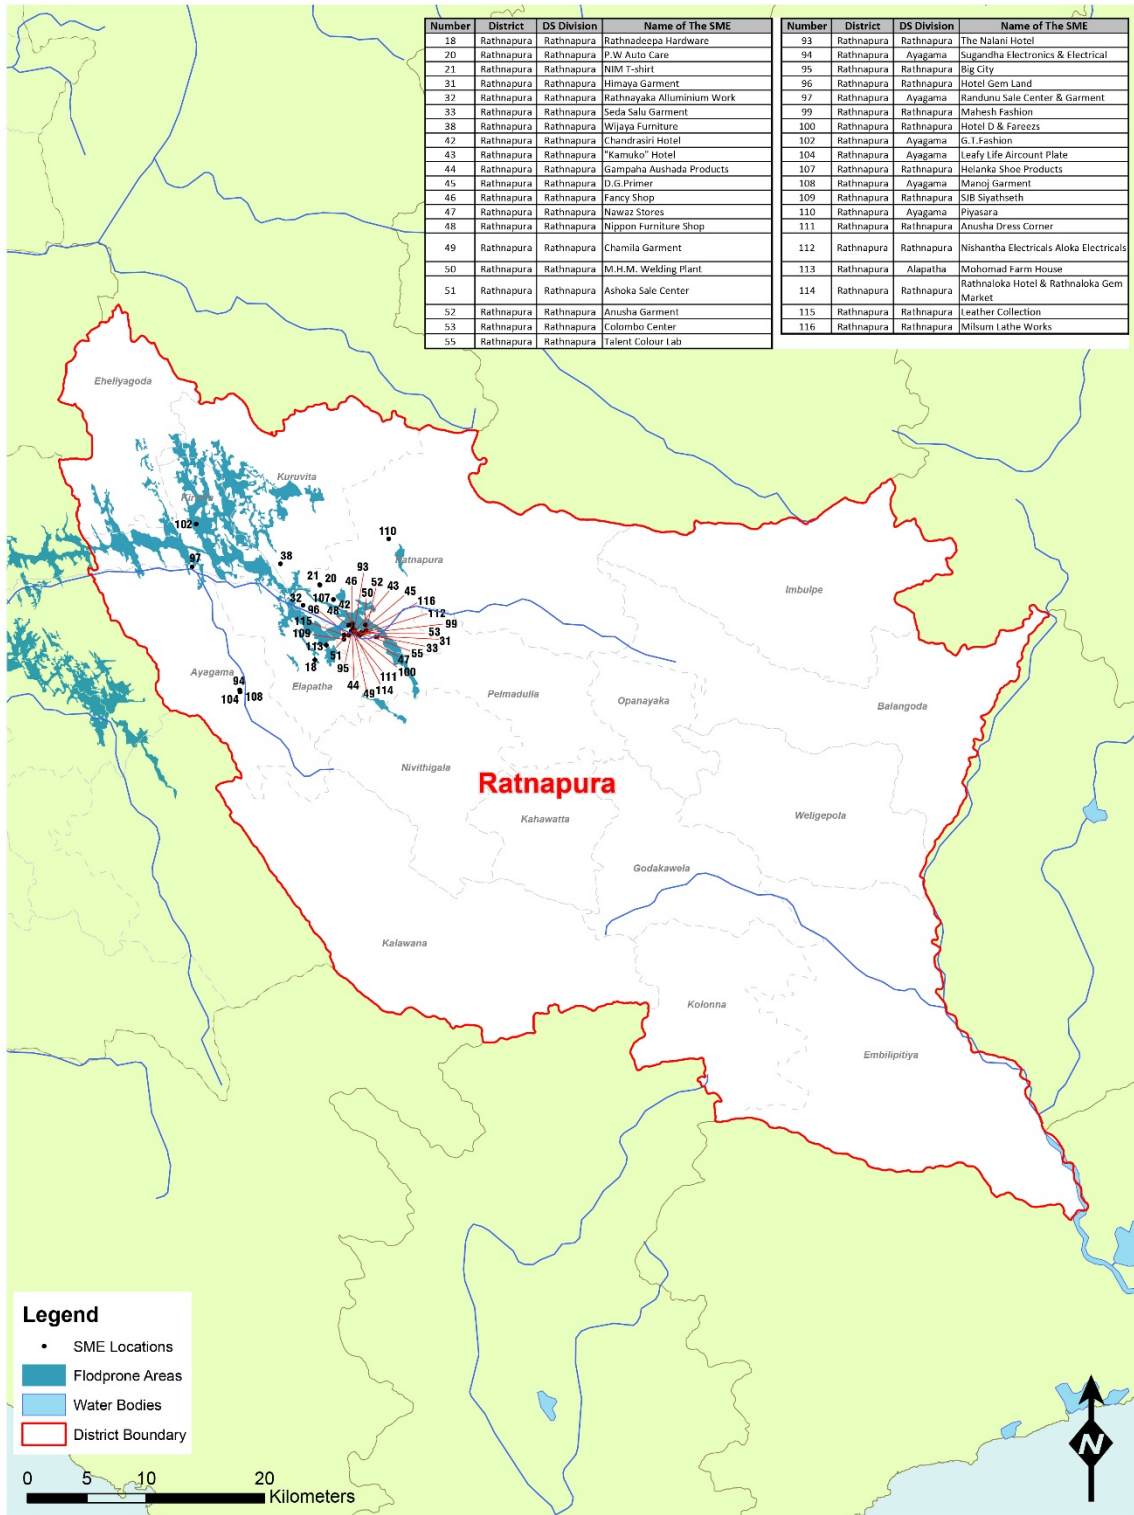 Number District DS Division Name of The SME
18 Rathnapura Rathnapura Rathnadeepa Hardware
20 Rathnapura Rathnapura P.W Auto Care
21 Rathnapura Rathnapura NIM T-shirt
31 Rathnapura Rathnapura Himaya Garment
32 Rathnapura Rathnapura Rathnayaka Alluminium Work
33 Rathnapura Rathnapura Seda Salu Garment
38 Rathnapura Rathnapura Wijaya Furniture
42 Rathnapura Rathnapura Chandrasiri Hotel
43 Rathnapura Rathnapura "Kamuko" Hotel
44 Rathnapura Rathnapura Gampaha Aushada Products
45 Rathnapura Rathnapura D.G.Primer
46 Rathnapura Rathnapura Fancy Shop
47 Rathnapura Rathnapura Nawaz Stores
48 Rathnapura Rathnapura Nippon Furniture Shop
49 Rathnapura Rathnapura Chamila Garment
50 Rathnapura Rathnapura M.H.M. Welding Plant
51 Rathnapura Rathnapura Ashoka Sale Center
52 Rathnapura Rathnapura Anusha Garment
53 Rathnapura Rathnapura Colombo Center
55 Rathnapura Rathnapura Talent Colour Lab
Number District DS Division Name of The SME
93 Rathnapura Rathnapura The Nalani Hotel
94 Rathnapura Ayagama Sugandha Electronics & Electrical
95 Rathnapura Rathnapura Big City
96 Rathnapura Rathnapura Hotel Gem Land
97 Rathnapura Ayagama Randunu Sale Center & Garment
99 Rathnapura Rathnapura Mahesh Fashion
100 Rathnapura Rathnapura Hotel D & Fareezs
102 Rathnapura Ayagama G.T.Fashion
104 Rathnapura Ayagama Leafy Life Aircount Plate
107 Rathnapura Rathnapura Helanka Shoe Products
108 Rathnapura Ayagama Manoj Garment
109 Rathnapura Rathnapura SJB Siyathseth
110 Rathnapura Ayagama Piyasara
111 Rathnapura Rathnapura Anusha Dress Corner
112 Rathnapura Rathnapura Nishantha Electricals Aloka Electricals
113 Rathnapura Alapatha Mohomad Farm House
114 Rathnapura Rathnapura Rathnaloka Hotel & Rathnaloka Gem
Market
115 Rathnapura Rathnapura Leather Collection
116 Rathnapura Rathnapura Milsum Lathe Works
Eheliyagoda
Kuruvita
102
110
Ratnapura
97
38
93
21 20
46
52 43
50
45
32
107
42
96
48
116
115
112
99
109
53
31
113
51
33
55
47
18
95
100
111
44
49 114
Imbulpe
Ayagama
94
104 108
Elapatha
Pelmadulla
Opanayaka
Balangoda
Nivithigala
Ratnapura
Kahawatta
Weligepola
Godakawela
Kalawana
Kolonna
Embilipitiya
Legend
SME Locations
Flodprone Areas
Water Bodies
District Boundary
0 5 10 20
Kilometers
N